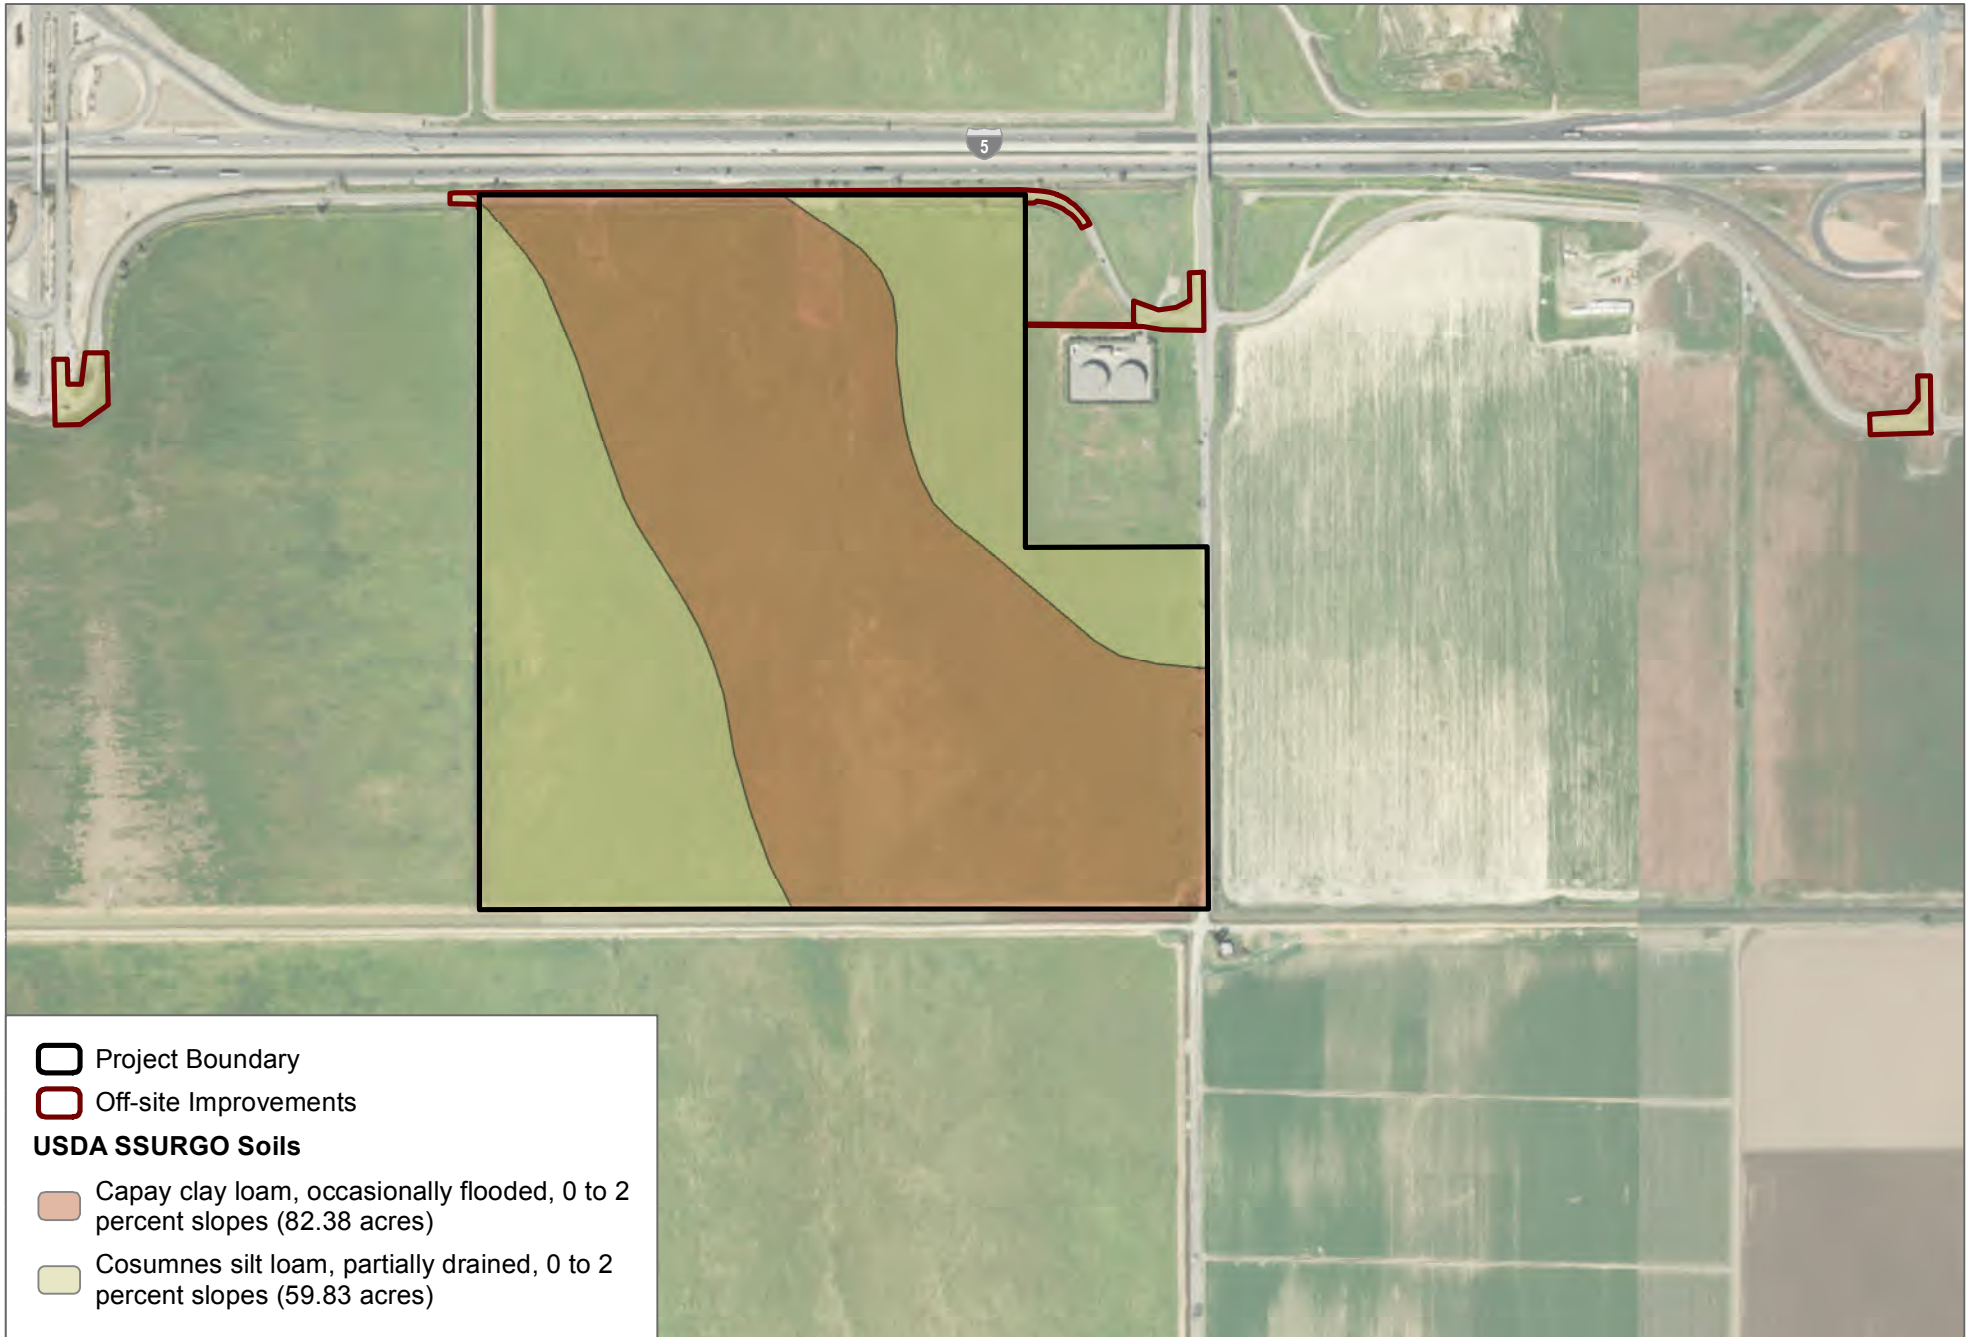 5
Project Boundary
Off-site Improvements
USDA SSURGO Soils
Capay clay loam, occasionally flooded, 0 to 2
percent slopes (82.38 acres)
Cosumnes silt loam, partially drained, 0 to 2
percent slopes (59.83 acres)